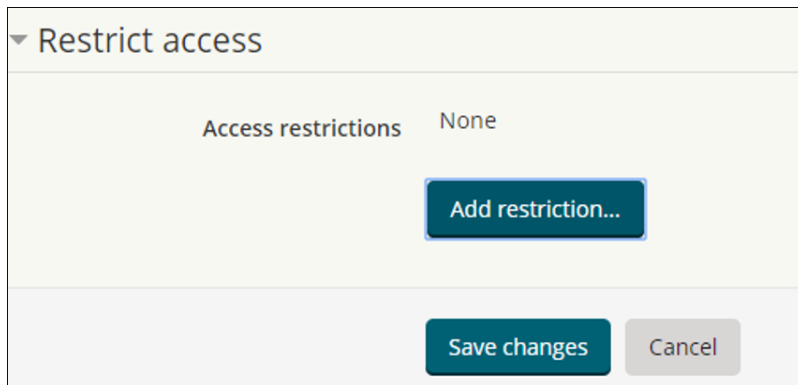 Restrict access
Access restrictions None
Add restriction...
Save changes Cancel